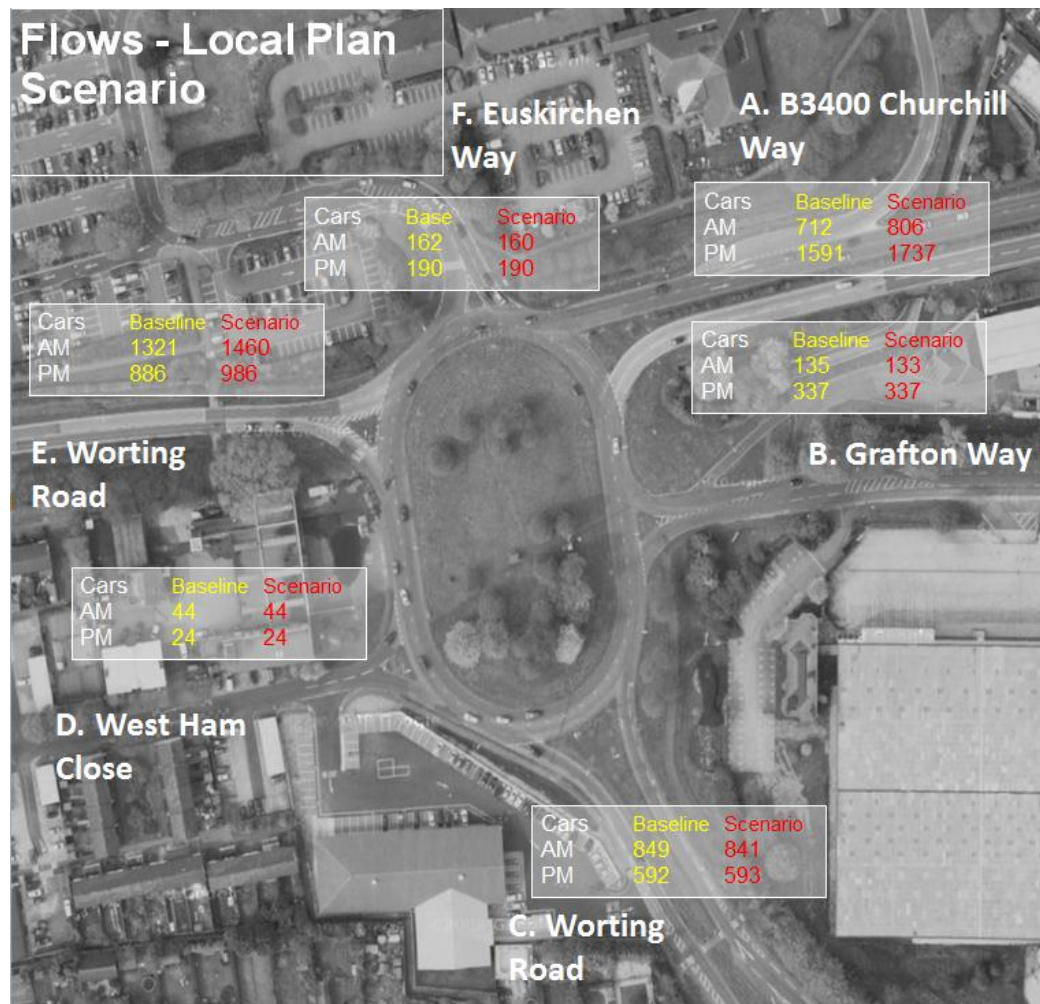 Flows - Local Plan
Scenario
F. Euskirchen
Way
A. B3400 Churchill
Way
Cars Baseline Scenario
AM 712 806
PM 1591 1737
Cars Base Scenario
AM 162 160
PM 190 190
Cars Baseline Scenario
AM 1321 1460
PM 886 986
Cars Baseline Scenario
AM 135 133
PM 337 337
E. Worting
Road
B. Grafton Way
Cars Baseline Scenario
AM 44 44
PM 24 24
D. West Ham
Close
Cars Baseline Scenario
AM 849 841
PM 592 593
C. Worting
Road